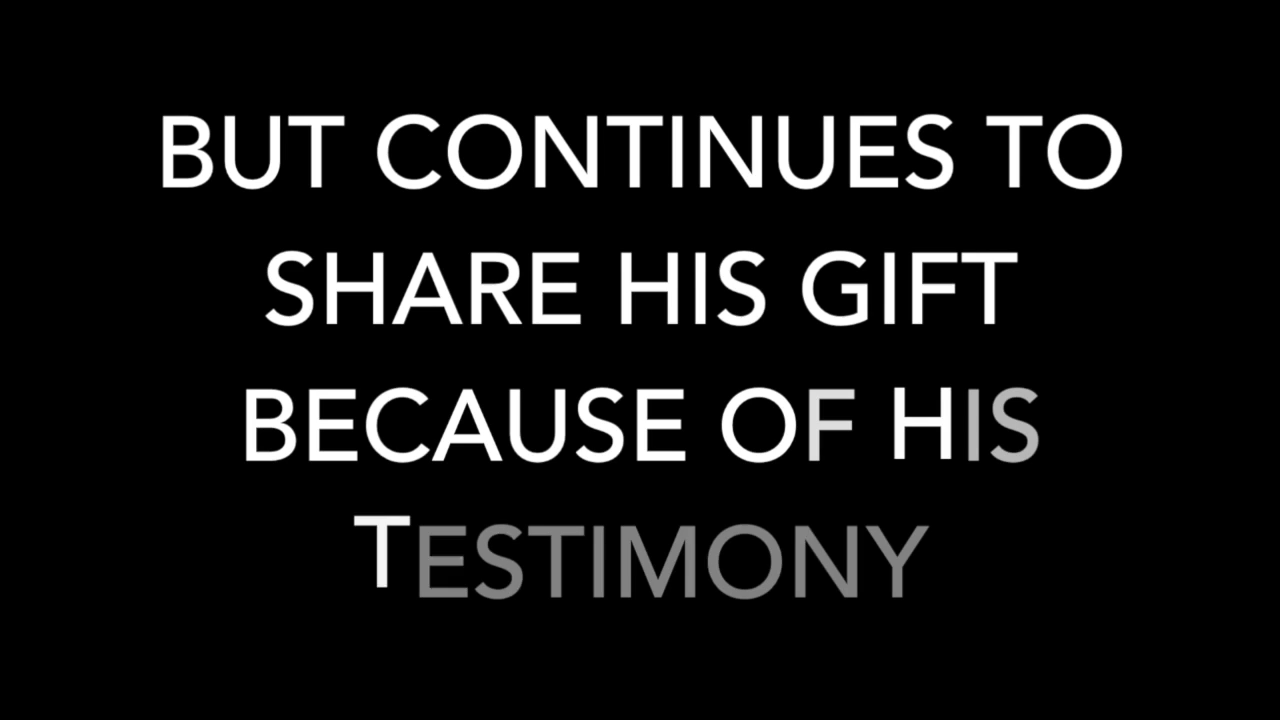 BUT CONTINUES TO
SHARE HIS GIFT
BECAUSE OF HIS
TESTIMONY